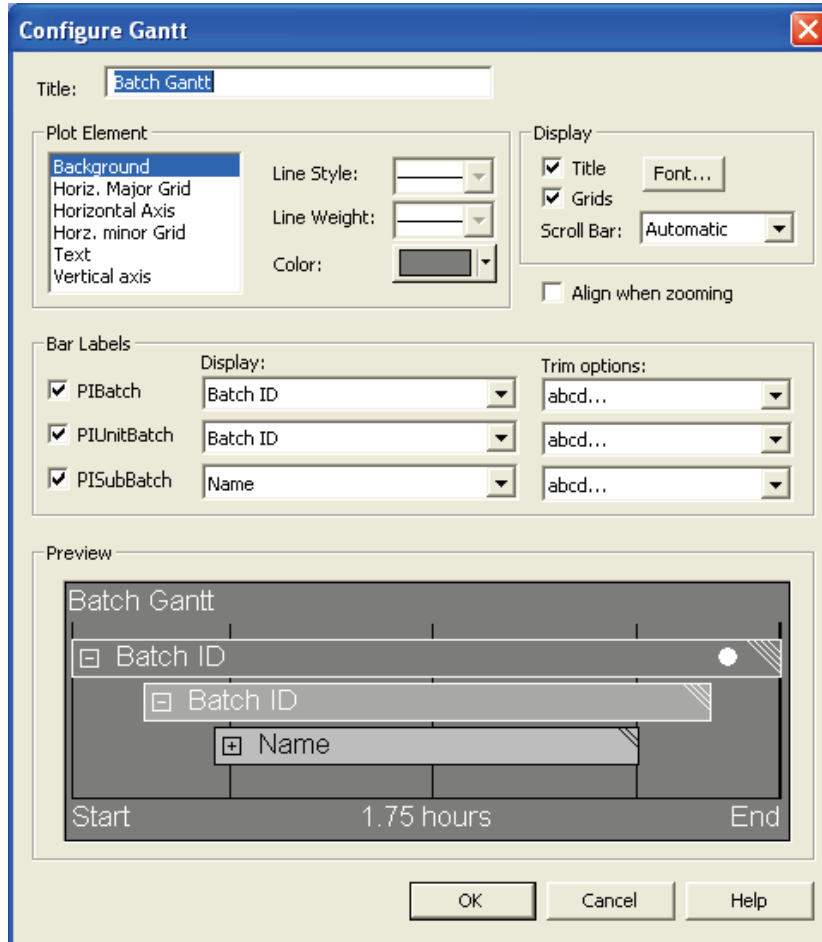 Configure Gantt
Title: Batch Gantt
Plot Element
Background
Horiz. Major Grid
Horizontal Axis
Horz. minor Grid
Text
Vertical axis
Line Style:
Line Weight:
Color:
Display
Title
Font...
Grids
Scroll Bar: Automatic
Align when zooming
Bar Labels
Display:
Trim options:
PIBatch Batch ID abcd...
PIUnitBatch Batch ID abcd...
PISubBatch Name abcd...
Preview
Batch Gantt
Batch ID
Batch ID
Name
Start 1.75 hours End
OK Cancel Help